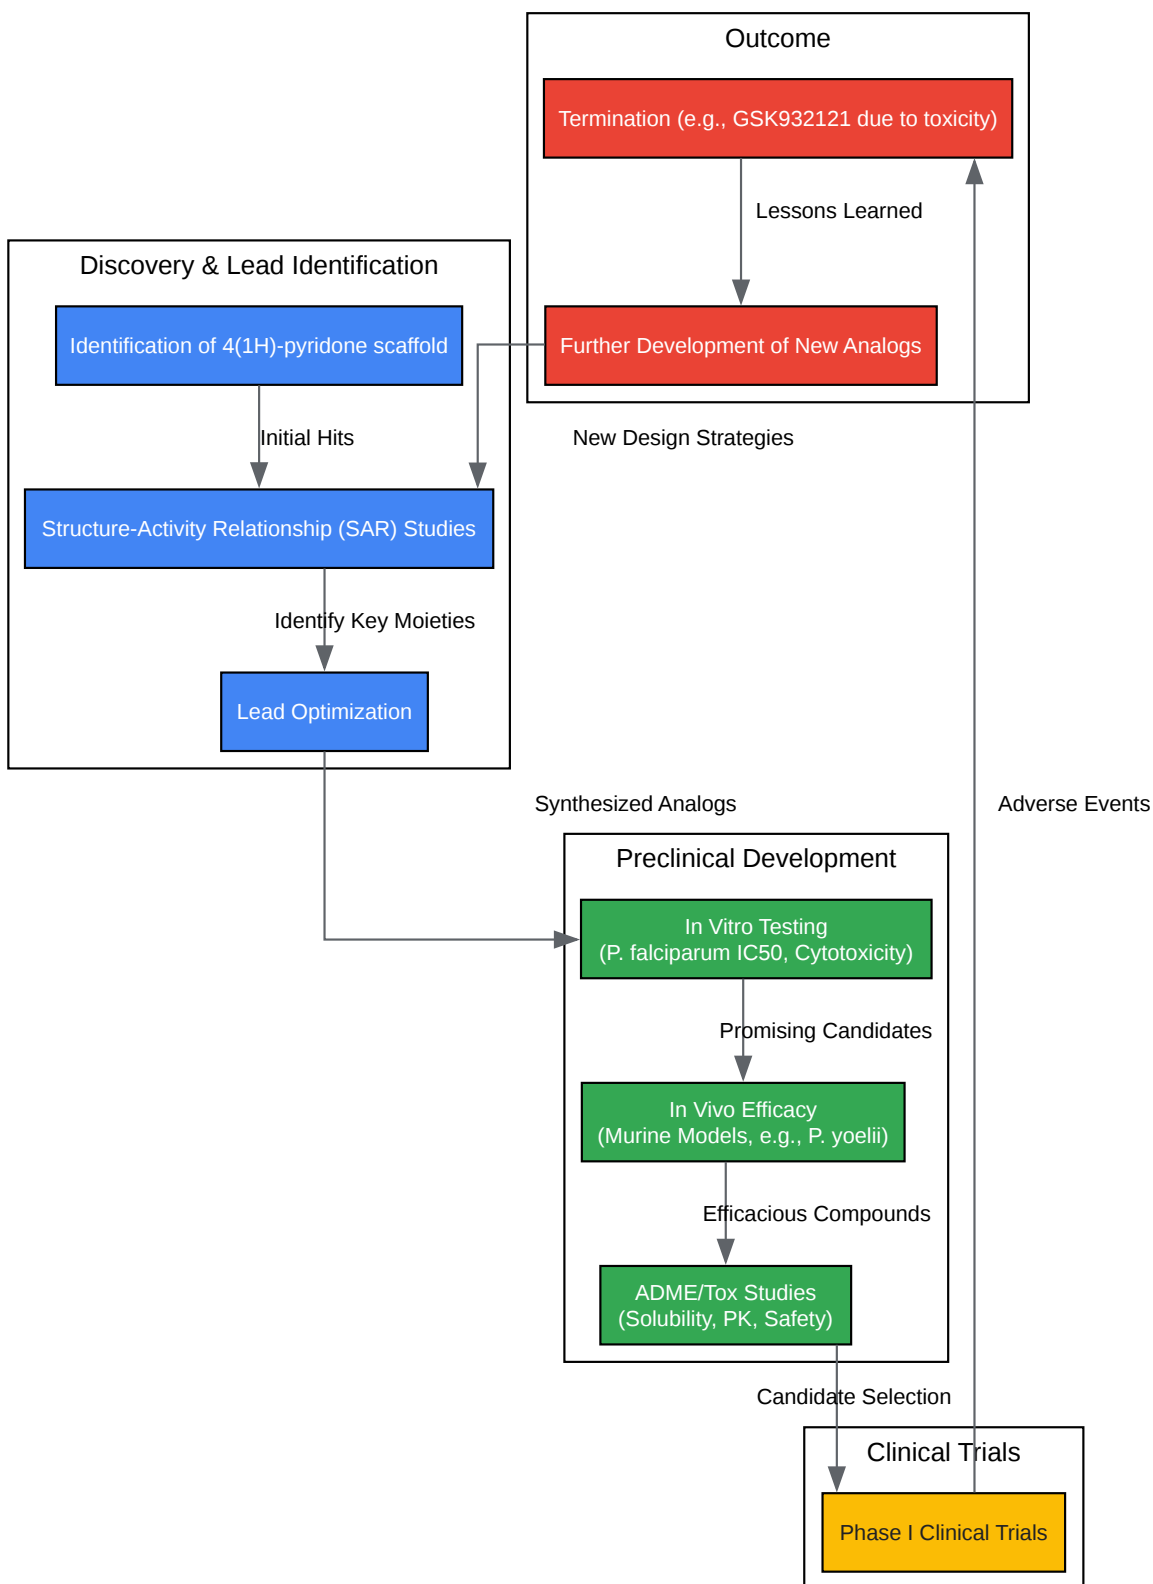 Outcome
Termination (e.g., GSK932121 due to toxicity)
Lessons Learned
Further Development of New Analogs
New Design Strategies
Discovery & Lead Identification
Identification of 4(1H)-pyridone scaffold
Initial Hits
Structure-Activity Relationship (SAR) Studies
Identify Key Moieties
Lead Optimization
Synthesized Analogs
Adverse Events
Preclinical Development
In Vitro Testing
(P. falciparum IC50, Cytotoxicity)
Promising Candidates
In Vivo Efficacy
(Murine Models, e.g., P. yoelii)
Efficacious Compounds
ADME/Tox Studies
(Solubility, PK, Safety)
Candidate Selection
Clinical Trials
Phase I Clinical Trials